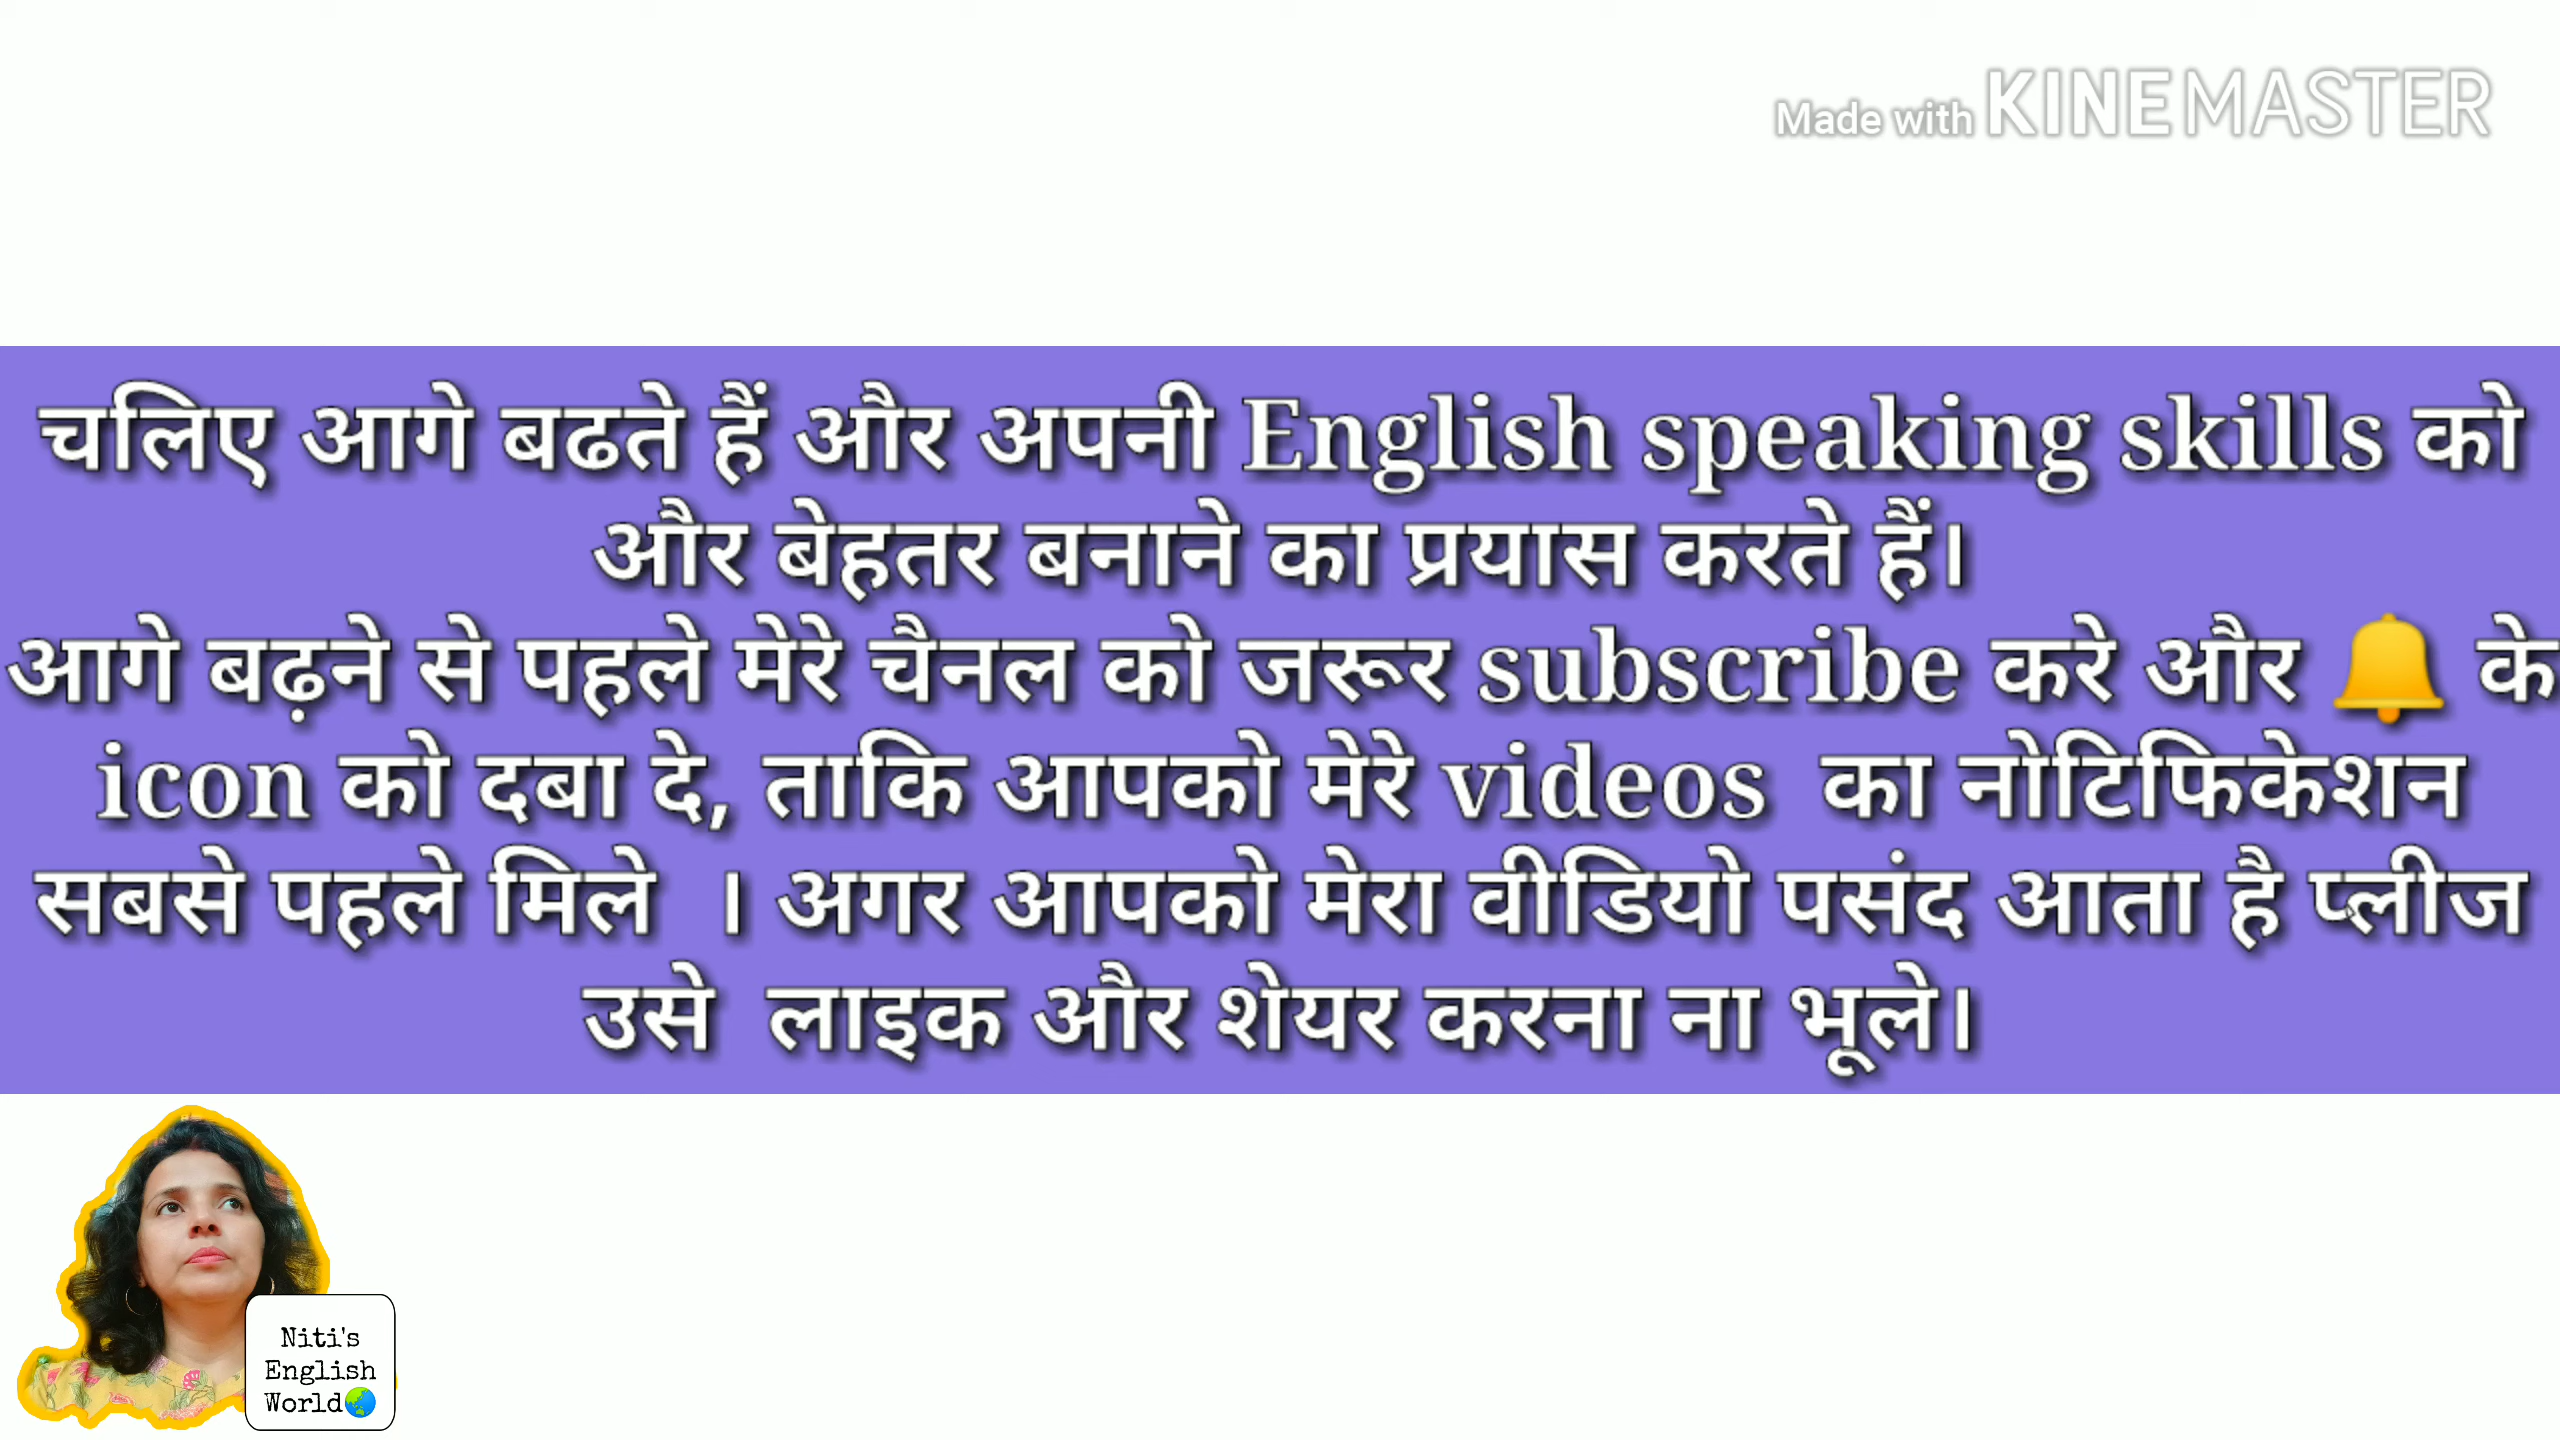 Made with KINEMASTER
चलिए आगे बढते हैं और अपनी English speaking skills को
और बेहतर बनाने का प्रयास करते हैं।
आगे बढ़ने से पहले मेरे चैनल को जरूर subscribe करे और 🔔 के
icon को दबा दे, ताकि आपको मेरे videos का नोटिफिकेशन
सबसे पहले मिले । अगर आपको मेरा वीडियो पसंद आता है प्लीज
उसे लाइक और शेयर करना ना भूले।
Niti's
English
World🌏